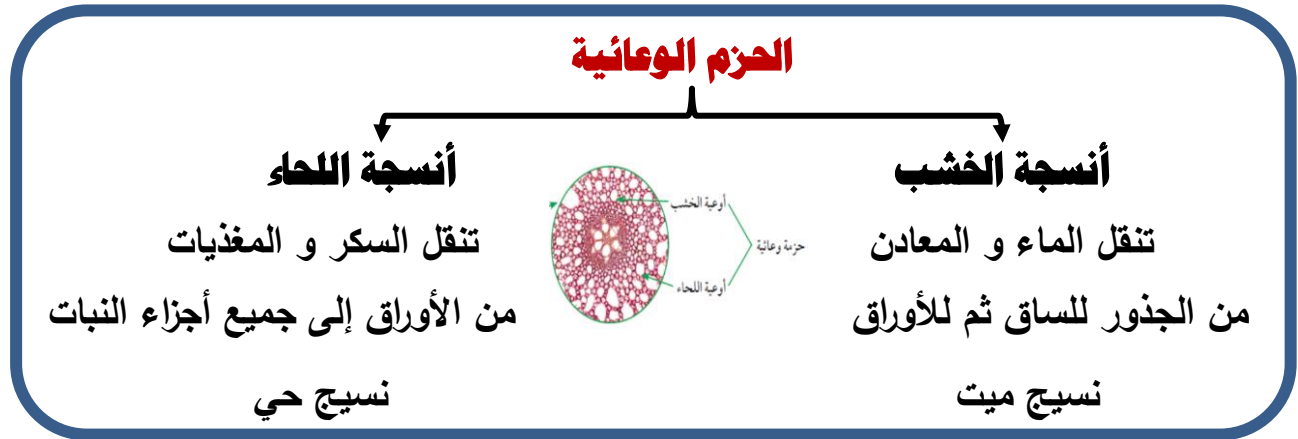 الحزم الوعائية
أنسجة الخشب
تنقل الماء و المعادن
من الجذور للساق ثم للأوراق
نسيج ميت
أوعية الخشب
حزمة وعائية
أوعية اللحاء
أنسجة اللحاء
تنقل السكر و المغذيات
من الأوراق إلى جميع أجزاء النبات
نسيج حي